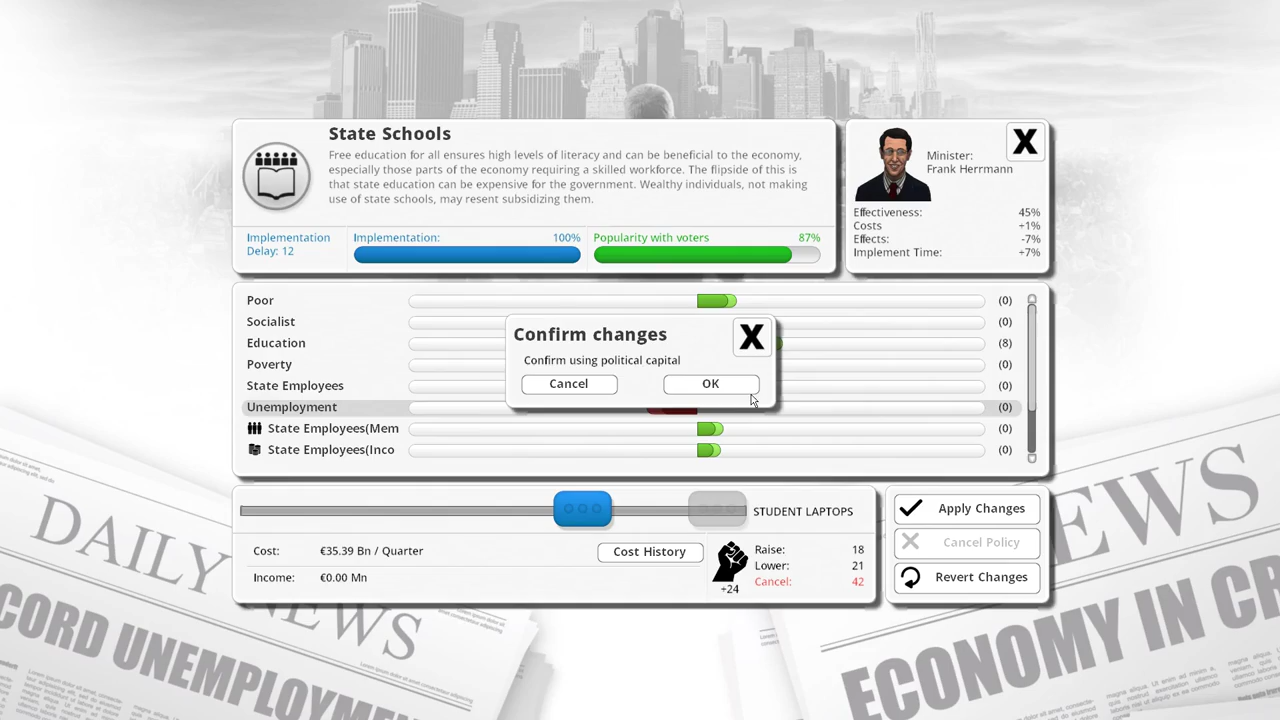 State Schools
Free education for all ensures high levels of literacy and can be beneficial to the economy,
especially those parts of the economy requiring a skilled workforce. The flipside of this is
that state education can be expensive for the government. Wealthy individuals, not making
use of state schools, may resent subsidizing them.
Implementation
Delay: 12
Implementation: 100%
Popularity with voters 87%
X
Minister:
Frank Herrmann
Effectiveness: 45%
Costs +1%
Effects: -7%
Implement Time: +7%
Poor (0)
Socialist (0)
Education (8)
Poverty (0)
State Employees (0)
Unemployment (0)
State Employees(Mem (0)
State Employees(Inco (0)
Confirm changes X
Confirm using political capital
Cancel OK
STUDENT LAPTOPS
Cost: €35.39 Bn / Quarter
Cost History
Income: €0.00 Mn
+24
Raise: 18
Lower: 21
Cancel: 42
Apply Changes
Cancel Policy
Revert Changes
DAILY NEWS
CORD UNEMPLOYM
EWS
ECONOMY IN CR